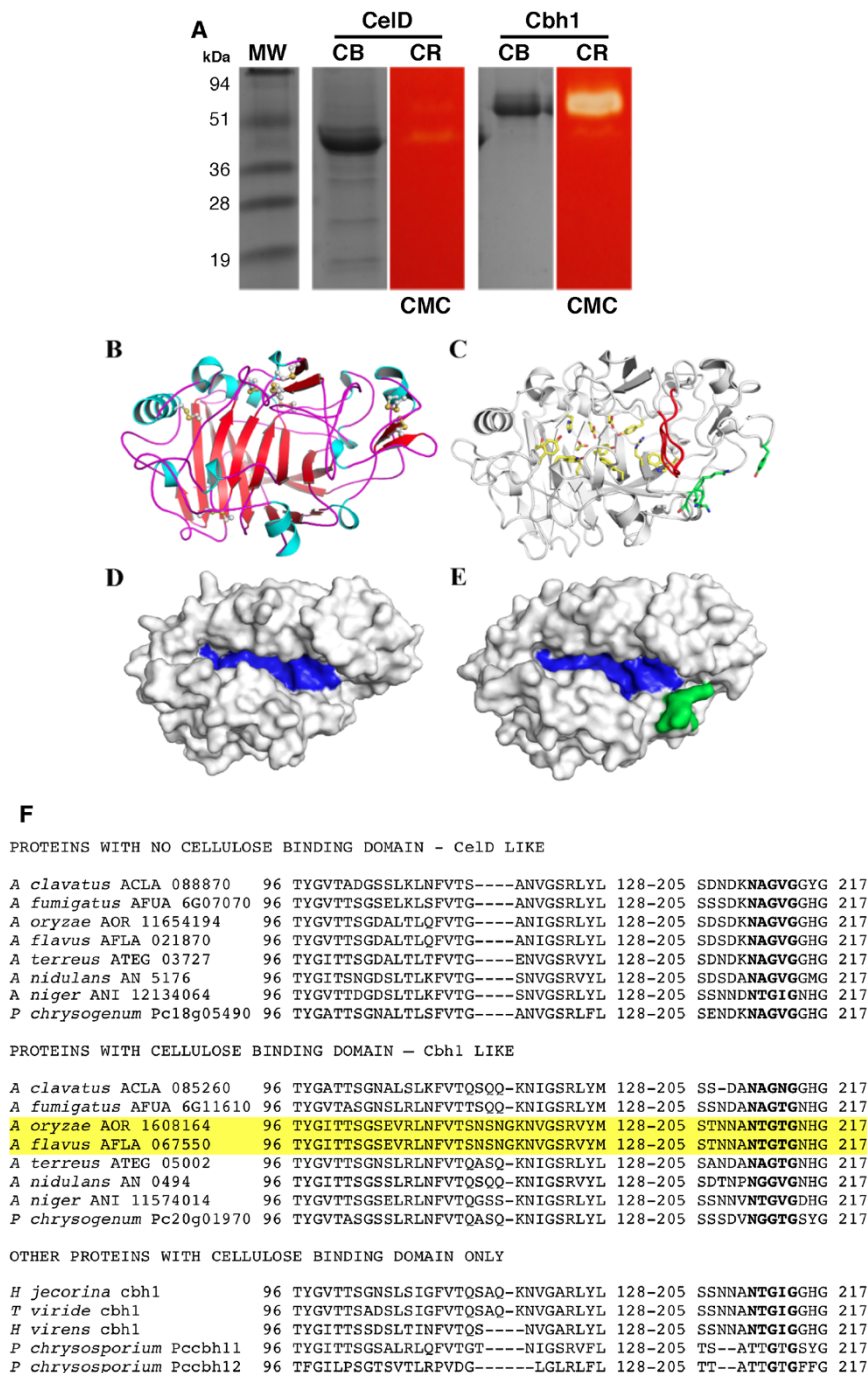 A
CelD Cbh1
kDa MW CB CR CB CR
94
51
36
28
19
CMC CMC
B C
D E
F
PROTEINS WITH NO CELLULOSE BINDING DOMAIN - CelD LIKE
A clavatus ACLA 088870 96 TYGVTADGSSLKLNFVTS----ANVGSRLYL 128-205 SDNDKNAGVGGYG 217
A fumigatus AFUA 6G07070 96 TYGVTTSGSELKLSFVTG----ANVGSRLYL 128-205 SSSDKNAGVGGHG 217
A oryzae AOR 11654194 96 TYGVTTSGDALTLQFVTG----ANIGSRLYL 128-205 SDSDKNAGVGGHG 217
A flavus AFLA 021870 96 TYGVTTSGDALTLQFVTG----ANIGSRLYL 128-205 SDSDKNAGVGGHG 217
A terreus ATEG 03727 96 TYGITTSGDALTLTFVTG----ENVGSRVYL 128-205 SDNDKNAGTGGHG 217
A nidulans AN 5176 96 TYGITSNGDSLTLKFVTG----SNVGSRVYL 128-205 SDSDANAGVGGMG 217
A niger ANI 12134064 96 TYGVTTDGDSLTLKFVTG----SNVGSRLYL 128-205 SSNNDNTGIGNHG 217
P chrysogenum Pc18g05490 96 TYGATTSGNALTLSFVTG----ANVGSRLFL 128-205 SENDKNAGVGGHG 217
PROTEINS WITH CELLULOSE BINDING DOMAIN – Cbh1 LIKE
A clavatus ACLA 085260 96 TYGATTSGNALSLKFVTQSQQ-KNIGSRLYM 128-205 SS-DANAGNGGHG 217
A fumigatus AFUA 6G11610 96 TYGVTASGNSLRLNFVTTSQQ-KNIGSRLYM 128-205 SSNDANAGTGNHG 217
A oryzae AOR 1608164 96 TYGITTSGSEVRLNFVTSNSNGKNVGSRVYM 128-205 STNNANTGTGNHG 217
A flavus AFLA 067550 96 TYGITTSGSEVRLNFVTSNSNGKNVGSRVYM 128-205 STNNANTGTGNHG 217
A terreus ATEG 05002 96 TYGVTTSGNSLRLNFVTQASQ-KNIGSRLYL 128-205 SANDANAGTGNHG 217
A nidulans AN 0494 96 TYGVTTSGNSLKLNFVTQSQQ-KNIGSRVYL 128-205 SDTNPNGGVGNHG 217
A niger ANI 11574014 96 TYGVTTSGSSLRLNFVTQGSS-KNIGSRLYM 128-205 SSNNVNTGVGDHG 217
P chrysogenum Pc20g01970 96 TYGVTASGSSLRLNFVTQASQ-KNIGSRLYL 128-205 SSSDVNGGTGSYG 217
OTHER PROTEINS WITH CELLULOSE BINDING DOMAIN ONLY
H jecorina cbh1 96 TYGVTTSGNSLSIGFVTQSAQ-KNVGARLYL 128-205 SSNNANTGIGGHG 217
T viride cbh1 96 TYGVTTSADSLSIGFVTQSAQ-KNVGARLYL 128-205 SSNNANTGIGGHG 217
H virens cbh1 96 TYGITTSSDSLTINFVTQS----KNVGARLYL 128-205 SSNNANTGIGGHG 217
P chrysosporium Pccbh11 96 TYGITTSGSALRLQFVTGT----NIGSRVFL 128-205 TS--ATTGTGSYG 217
P chrysosporium Pccbh12 96 TFGILPSGTSVTLRPVDG------LGLRLFL 128-205 TT--ATTGTGFFG 217